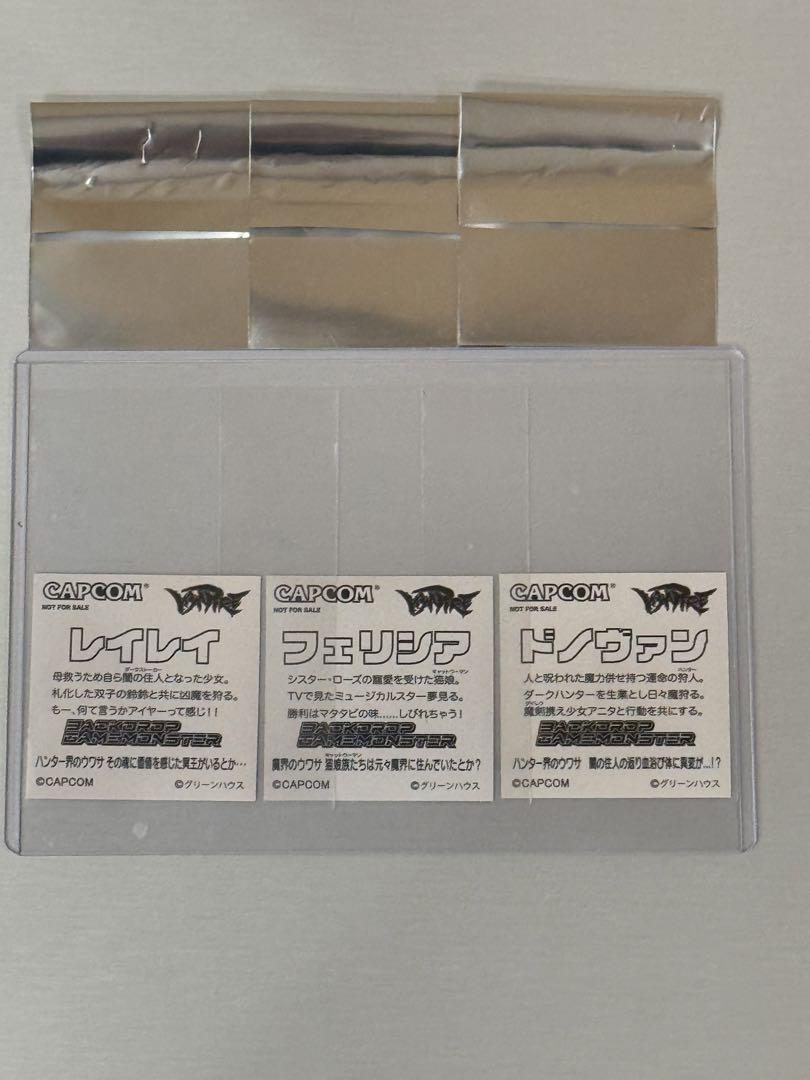 CAPCOM®
NOT FOR SALE
VAMPIRE
レイレイ
ダークストーカー
母救うため自ら闇の住人となった少女。
札化した双子の鈴鈴と共に凶魔を狩る。
もー、何て言うかアイヤーって感じ!!
BACKDROP
GAMEMONSTER
ハンター界のウワサ その魂に価値を感じた冥王がいるとか…
©CAPCOM
©グリーンハウス
CAPCOM®
NOT FOR SALE
VAMPIRE
フェリシア
キャットウーマン
シスター・ローズの寵愛を受けた猫娘。
TVで見たミュージカルスター夢見る。
勝利はマタタビの味……しびれちゃう!
BACKDROP
GAMEMONSTER
キャットウーマン
魔界のウワサ 猫娘族たちは元々魔界に住んでいたとか?
©CAPCOM
©グリーンハウス
CAPCOM®
NOT FOR SALE
VAMPIRE
ドノヴァン
ハンター
人と呪われた魔力併せ持つ運命の狩人。
ダークハンターを生業とし日々魔狩る。
ダイレク
魔剣携え少女アニタと行動を共にする。
BACKDROP
GAMEMONSTER
ハンター界のウワサ 闇の住人の返り血浴び体に異変が…!?
©CAPCOM
©グリーンハウス